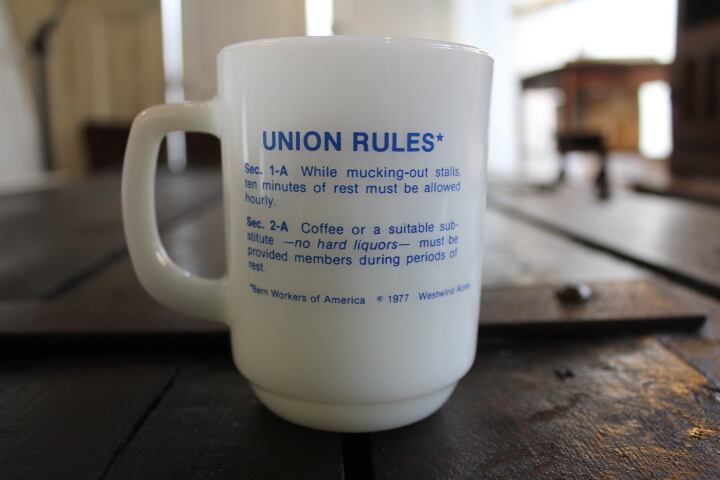 UNION RULES*
Sec. 1-A While mucking-out stalls,
ten minutes of rest must be allowed
hourly.
Sec. 2-A Coffee or a suitable sub-
stitute —no hard liquors— must be
provided members during periods of
rest.
*Barn Workers of America © 1977 Westwind Acres